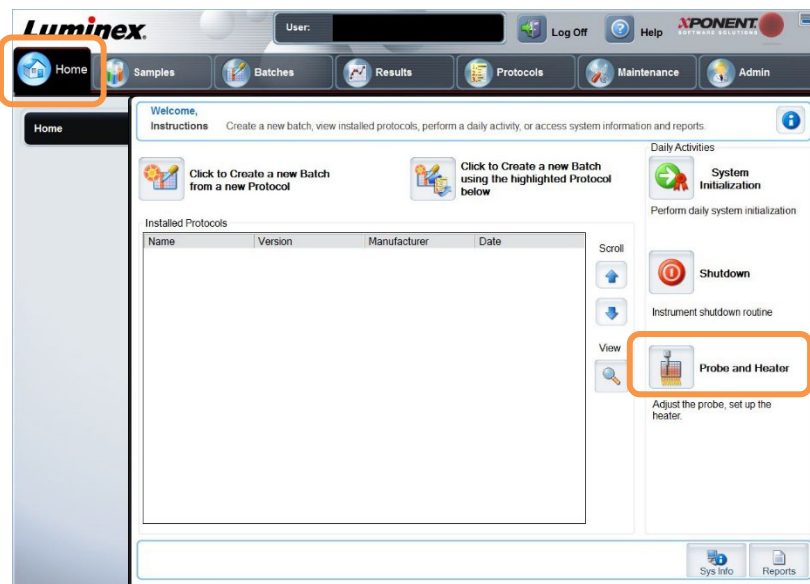 Luminex.
User:
Log Off
Help
XPONENT
SOFTWARE SOLUTIONS
Home
Samples
Batches
Results
Protocols
Maintenance
Admin
Home
Welcome,
Instructions Create a new batch, view installed protocols, perform a daily activity, or access system information and reports.
Click to Create a new Batch
from a new Protocol
Click to Create a new Batch
using the highlighted Protocol
below
Installed Protocols
Name Version Manufacturer Date
Scroll
View
Daily Activities
System
Initialization
Perform daily system initialization
Shutdown
Instrument shutdown routine
Probe and Heater
Adjust the probe, set up the
heater.
Sys Info
Reports